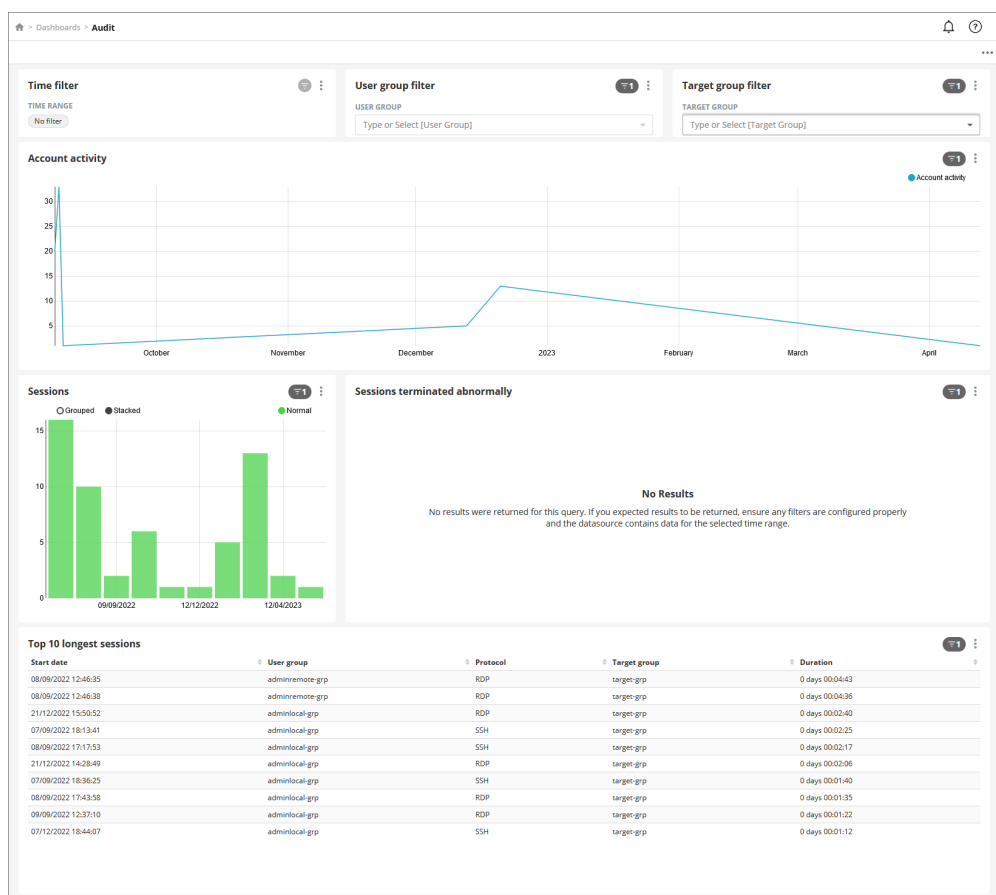 > Dashboards > Audit
Time filter
TIME RANGE
No filter
User group filter
1
USER GROUP
Type or Select [User Group]
Target group filter
1
TARGET GROUP
Type or Select [Target Group]
Account activity
1
Account activity
30
25
20
15
10
5
October November December 2023 February March April
Sessions
1
Grouped Stacked Normal
15
10
5
0
09/09/2022 12/12/2022 12/04/2023
Sessions terminated abnormally
1
No Results
No results were returned for this query. If you expected results to be returned, ensure any filters are configured properly
and the datasource contains data for the selected time range.
Top 10 longest sessions
1
Start date User group Protocol Target group Duration
08/09/2022 12:46:35 adminremote-grp RDP target-grp 0 days 00:04:43
08/09/2022 12:46:38 adminremote-grp RDP target-grp 0 days 00:04:36
21/12/2022 15:50:52 adminlocal-grp RDP target-grp 0 days 00:02:40
07/09/2022 18:13:41 adminlocal-grp SSH target-grp 0 days 00:02:25
08/09/2022 17:17:53 adminlocal-grp SSH target-grp 0 days 00:02:17
21/12/2022 14:28:49 adminlocal-grp RDP target-grp 0 days 00:02:06
07/09/2022 18:36:25 adminlocal-grp SSH target-grp 0 days 00:01:40
08/09/2022 17:43:58 adminlocal-grp RDP target-grp 0 days 00:01:35
09/09/2022 12:37:10 adminlocal-grp RDP target-grp 0 days 00:01:22
07/12/2022 18:44:07 adminlocal-grp SSH target-grp 0 days 00:01:12